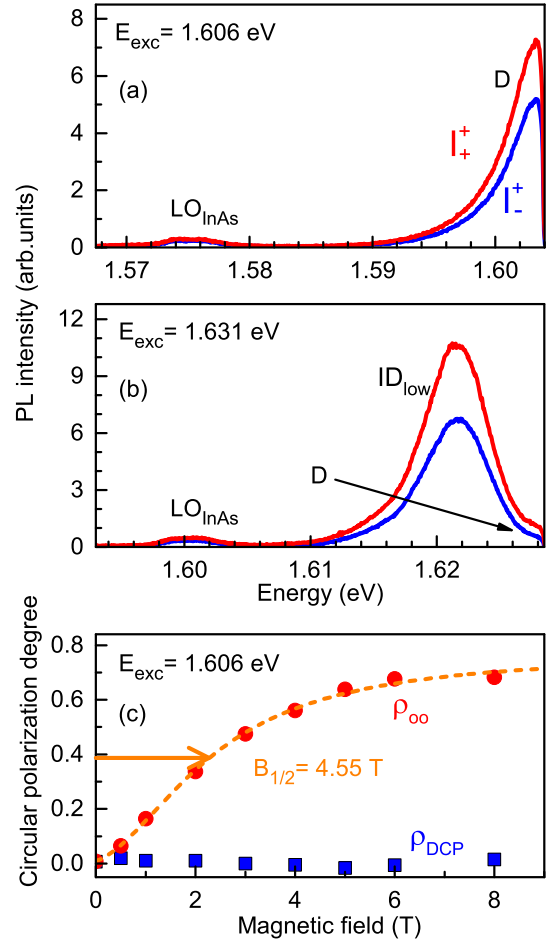 PL intensity (arb.units)
8
6
4
2
0
E_exc = 1.606 eV
(a)
D
I_+^+
I_-^+
LO_InAs
1.57
1.58
1.59
1.60
12
9
6
3
0
E_exc = 1.631 eV
(b)
ID_low
D
LO_InAs
1.60
1.61
1.62
Energy (eV)
Circular polarization degree
0.8
0.6
0.4
0.2
0.0
E_exc = 1.606 eV
(c)
ρ_oo
B_1/2 = 4.55 T
ρ_DCP
0
2
4
6
8
Magnetic field (T)